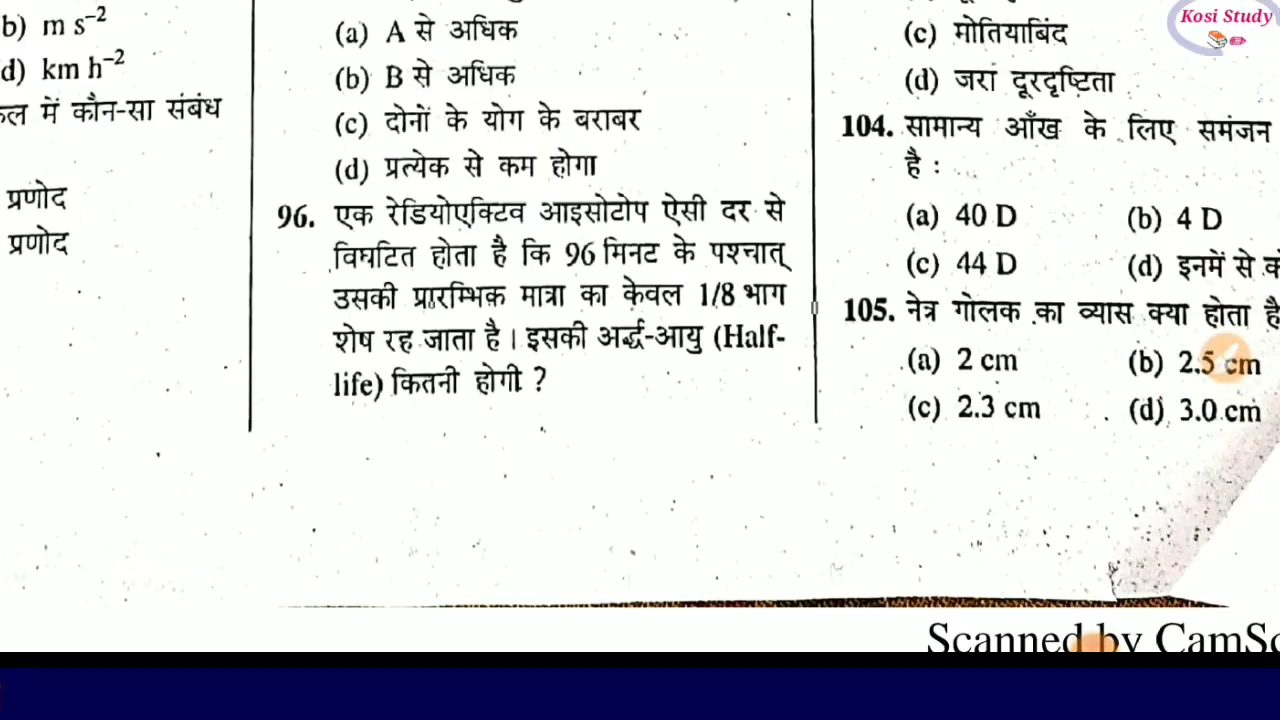 b) m s⁻²
d) km h⁻²
में कौन-सा संबंध
प्रणोद
प्रणोद
(a) A से अधिक
(b) B से अधिक
(c) दोनों के योग के बराबर
(d) प्रत्येक से कम होगा
96. एक रेडियोएक्टिव आइसोटोप ऐसी दर से
विघटित होता है कि 96 मिनट के पश्चात्
उसकी प्रारम्भिक मात्रा का केवल 1/8 भाग
शेष रह जाता है। इसकी अर्द्ध-आयु (Half-
life) कितनी होगी ?
(c) मोतियाबिंद
(d) जरा दूरदृष्टिता
104. सामान्य आँख के लिए समंजन
है :
(a) 40 D (b) 4 D
(c) 44 D (d) इनमें से
105. नेत्र गोलक का व्यास क्या होता है
(a) 2 cm (b) 2.5 cm
(c) 2.3 cm (d) 3.0 cm
Kosi Study
Scanned by CamSc